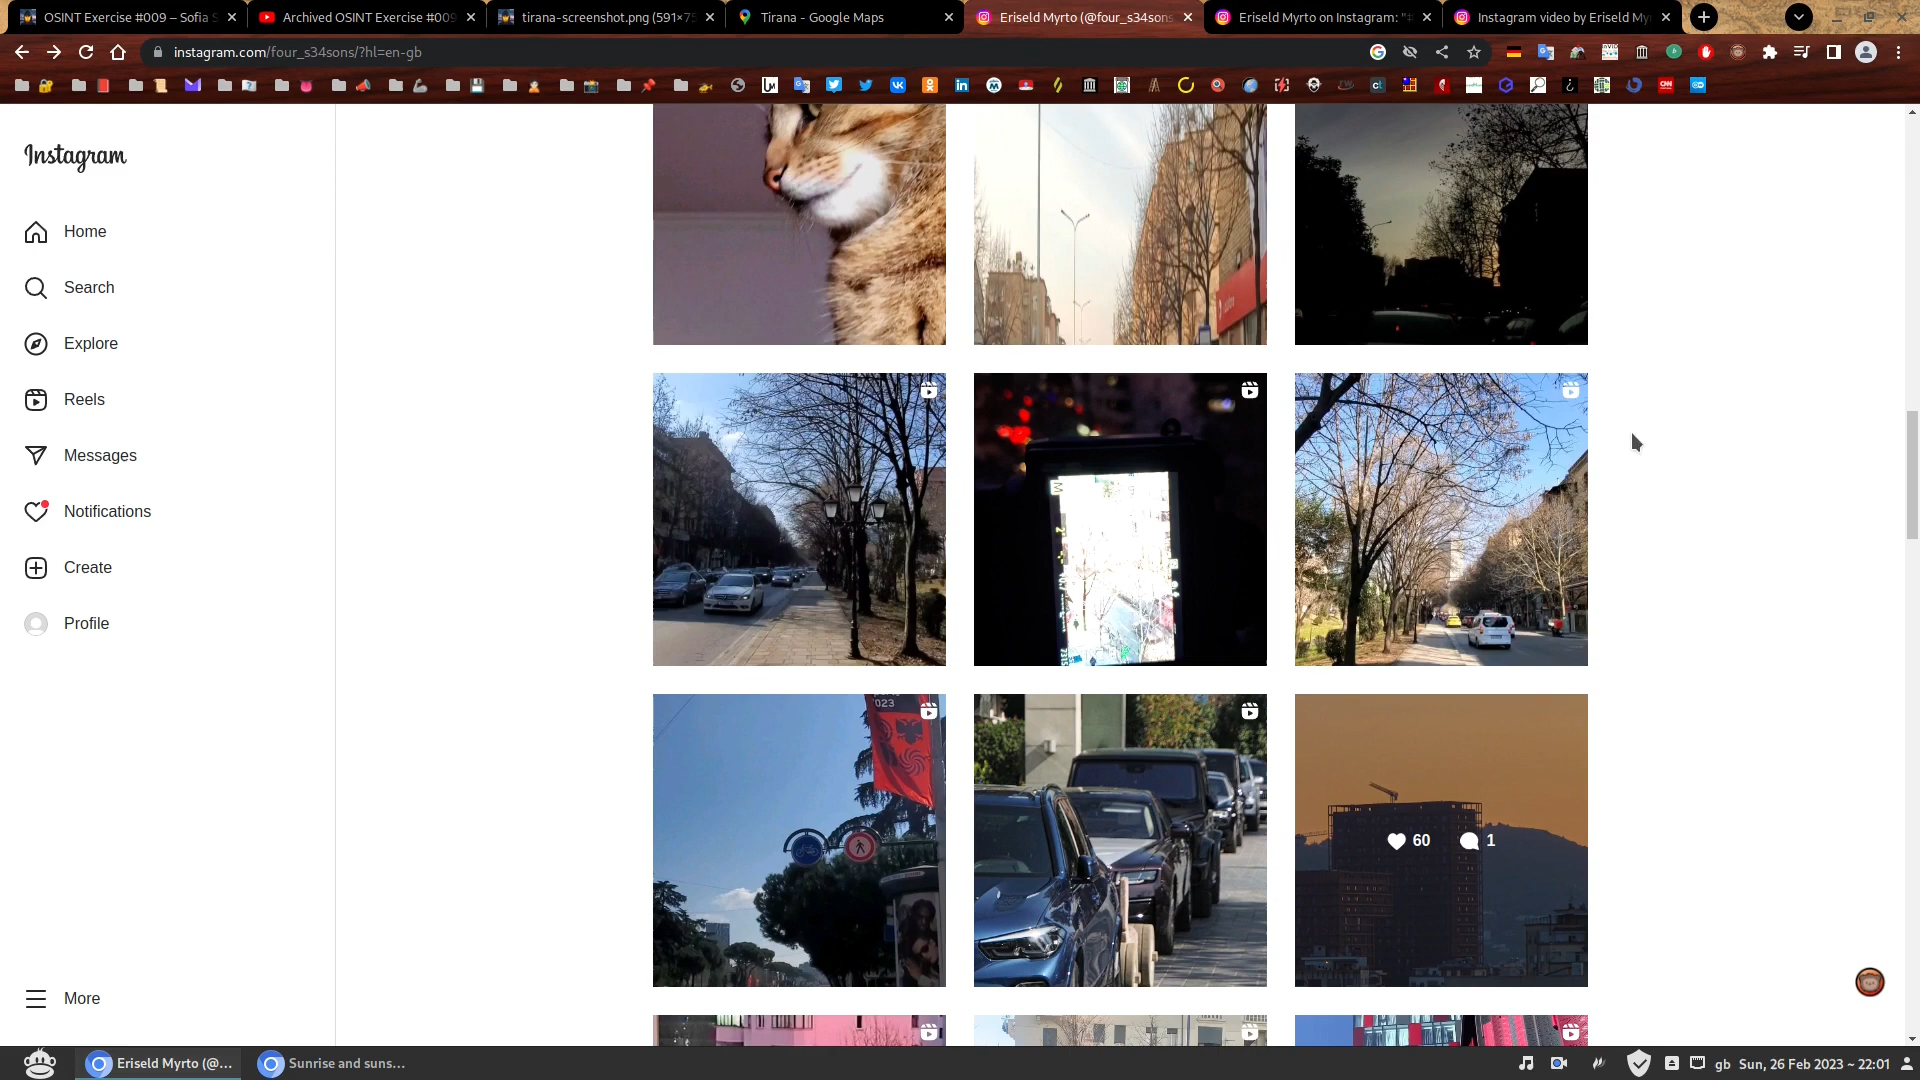 OSINT Exercise #009 – Sofia S
Archived OSINT Exercise #009
tirana-screenshot.png (591×75
Tirana - Google Maps
Eriseld Myrto (@four_s34sons
Eriseld Myrto on Instagram: "#
Instagram video by Eriseld My
instagram.com/four_s34sons/?hl=en-gb
Instagram
Home
Search
Explore
Reels
Messages
Notifications
Create
Profile
More
023
60
1
Eriseld Myrto (@...
Sunrise and suns...
gb
Sun, 26 Feb 2023 ~ 22:01